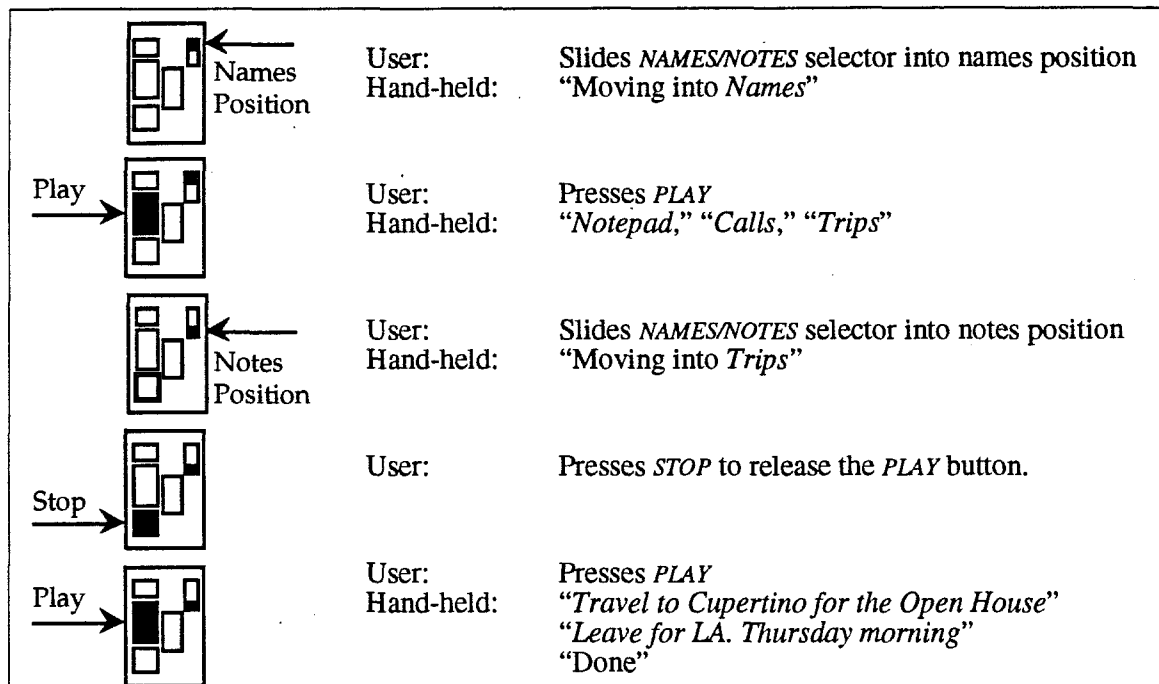 Names
Position
User: Slides NAMES/NOTES selector into names position
Hand-held: “Moving into Names”
Play
User: Presses PLAY
Hand-held: “Notepad,” “Calls,” “Trips”
Notes
Position
User: Slides NAMES/NOTES selector into notes position
Hand-held: “Moving into Trips”
Stop
User: Presses STOP to release the PLAY button.
Play
User: Presses PLAY
Hand-held: “Travel to Cupertino for the Open House”
“Leave for LA. Thursday morning”
“Done”